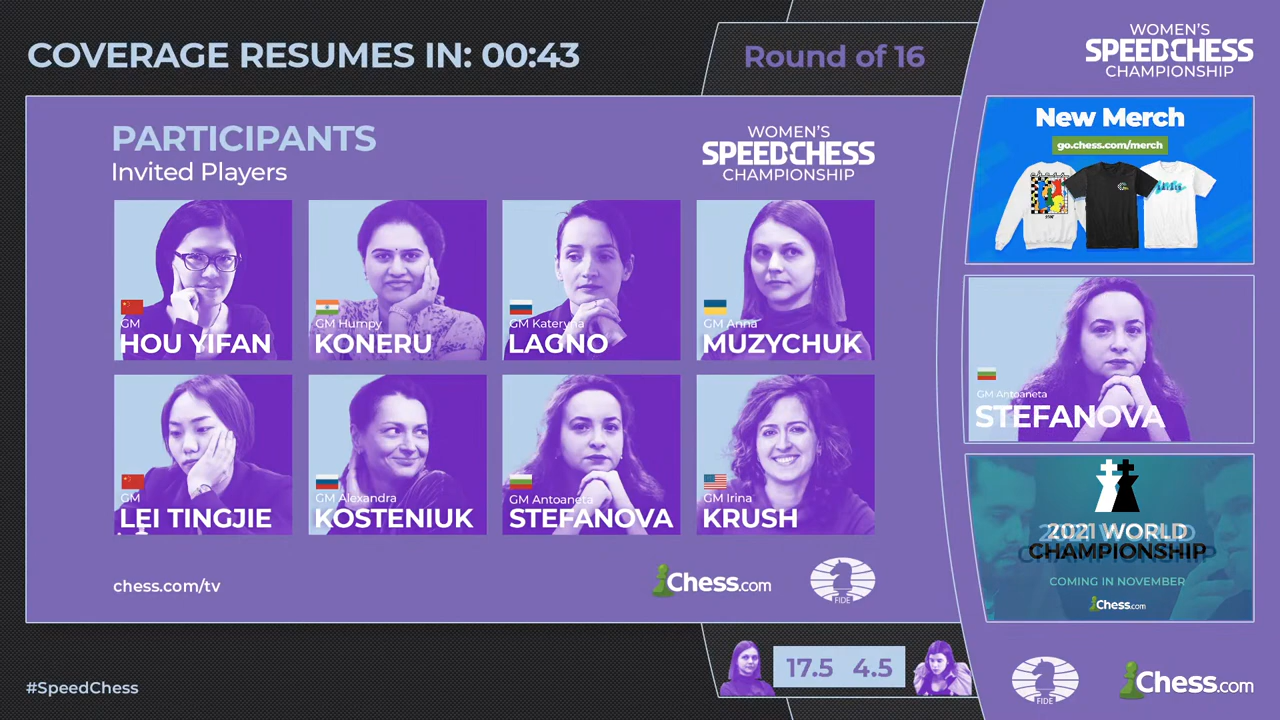 COVERAGE RESUMES IN: 00:43
Round of 16
WOMEN'S
SPEEDCHESS
CHAMPIONSHIP
PARTICIPANTS
Invited Players
WOMEN'S
SPEEDCHESS
CHAMPIONSHIP
GM
HOU YIFAN
GM Humpy
KONERU
GM Kateryna
LAGNO
GM Anna
MUZYCHUK
GM
LEI TINGJIE
GM Alexandra
KOSTENIUK
GM Antoaneta
STEFANOVA
GM Irina
KRUSH
chess.com/tv
Chess.com
FIDE
New Merch
go.chess.com/merch
GM Antoaneta
STEFANOVA
2021 WORLD
CHAMPIONSHIP
COMING IN NOVEMBER
Chess.com
17.5 4.5
#SpeedChess
FIDE
Chess.com